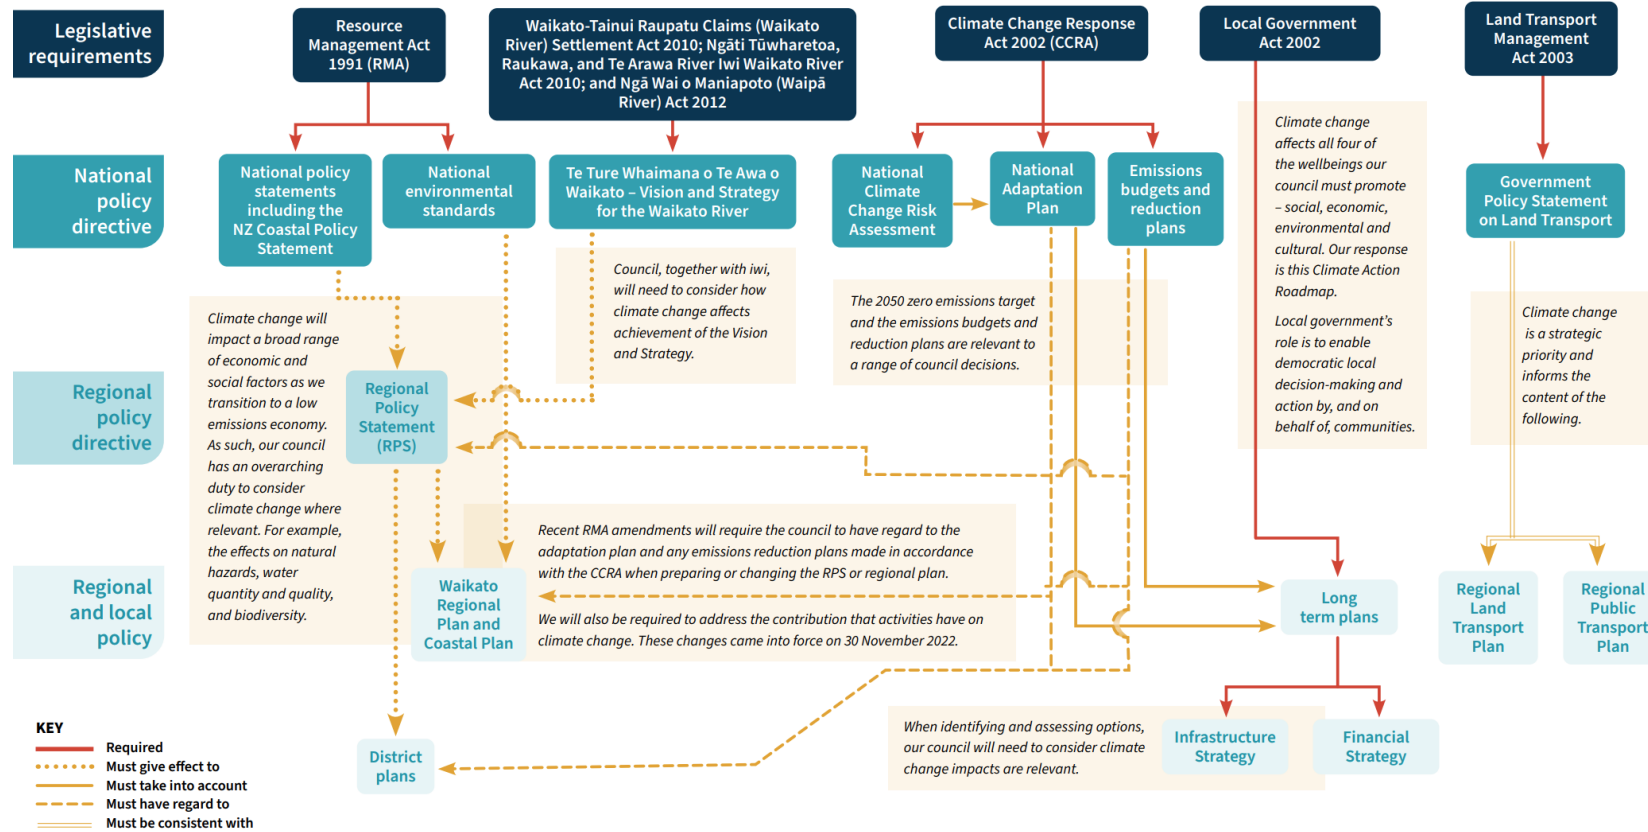 Legislative
requirements
Resource
Management Act
1991 (RMA)
Waikato-Tainui Raupatu Claims (Waikato
River) Settlement Act 2010; Ngāti Tūwharetoa,
Raukawa, and Te Arawa River Iwi Waikato River
Act 2010; and Ngā Wai o Maniapoto (Waipā
River) Act 2012
Climate Change Response
Act 2002 (CCRA)
Local Government
Act 2002
Land Transport
Management
Act 2003
National
policy
directive
National policy
statements
including the
NZ Coastal Policy
Statement
National
environmental
standards
Te Ture Whaimana o Te Awa o
Waikato – Vision and Strategy
for the Waikato River
National
Climate
Change Risk
Assessment
National
Adaptation
Plan
Emissions
budgets and
reduction
plans
Climate change
affects all four of
the wellbeings our
council must promote
– social, economic,
environmental and
cultural. Our response
is this Climate Action
Roadmap.
Local government’s
role is to enable
democratic local
decision-making and
action by, and on
behalf of, communities.
Government
Policy Statement
on Land Transport
Council, together with iwi,
will need to consider how
climate change affects
achievement of the Vision
and Strategy.
The 2050 zero emissions target
and the emissions budgets and
reduction plans are relevant to
a range of council decisions.
Climate change
is a strategic
priority and
informs the
content of the
following.
Climate change will
impact a broad range
of economic and
social factors as we
transition to a low
emissions economy.
As such, our council
has an overarching
duty to consider
climate change where
relevant. For example,
the effects on natural
hazards, water
quantity and quality,
and biodiversity.
Regional
policy
directive
Regional
Policy
Statement
(RPS)
Recent RMA amendments will require the council to have regard to the
adaptation plan and any emissions reduction plans made in accordance
with the CCRA when preparing or changing the RPS or regional plan.
We will also be required to address the contribution that activities have on
climate change. These changes came into force on 30 November 2022.
Regional
and local
policy
Waikato
Regional
Plan and
Coastal Plan
Long
term plans
Regional
Land
Transport
Plan
Regional
Public
Transport
Plan
When identifying and assessing options,
our council will need to consider climate
change impacts are relevant.
Infrastructure
Strategy
Financial
Strategy
District
plans
KEY
Required
Must give effect to
Must take into account
Must have regard to
Must be consistent with